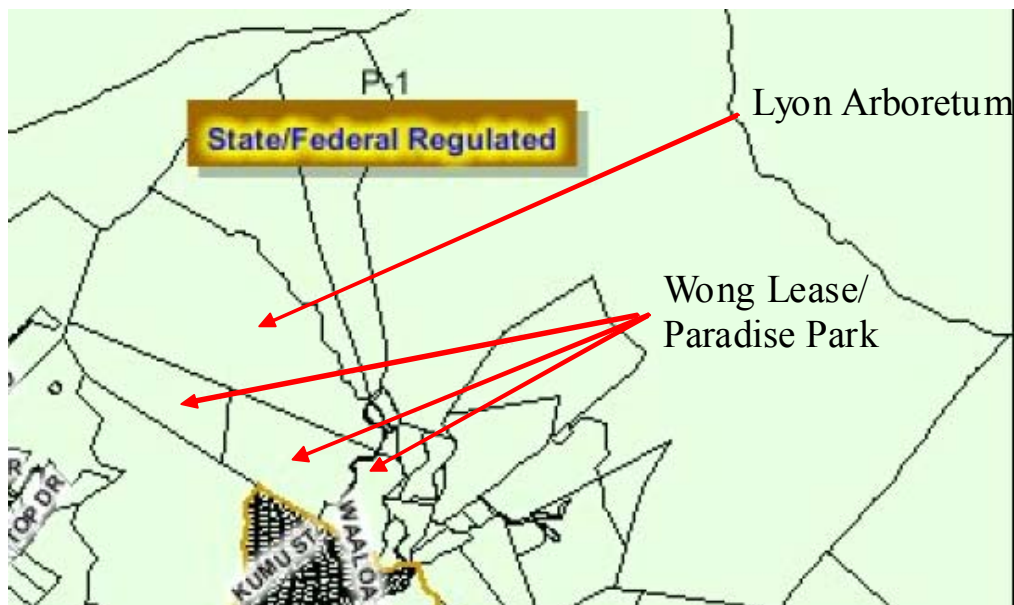 P-1
State/Federal Regulated
Lyon Arboretum
Wong Lease/
Paradise Park
TOP DR
KUMU ST
WAALOA